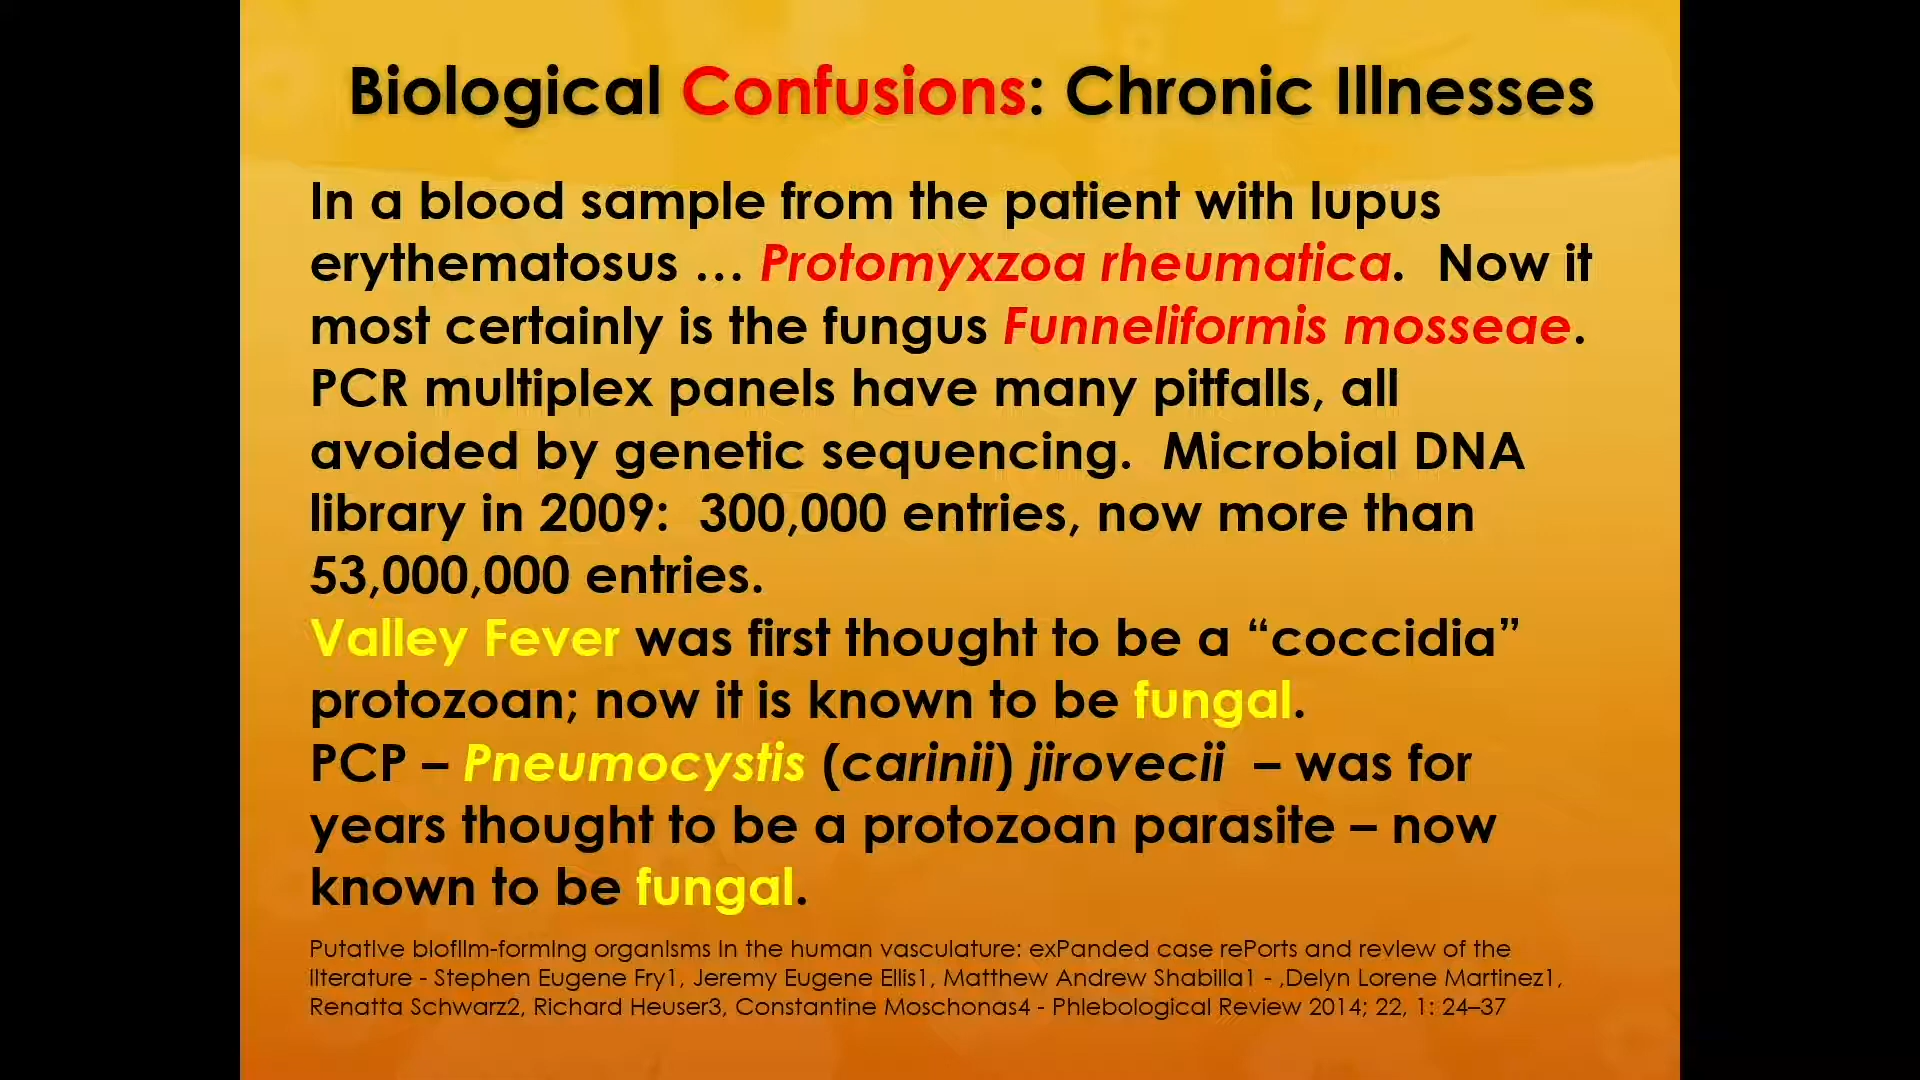 Biological Confusions: Chronic Illnesses
In a blood sample from the patient with lupus
erythematosus … Protomyxzoa rheumatica.  Now it
most certainly is the fungus Funneliformis mosseae.
PCR multiplex panels have many pitfalls, all
avoided by genetic sequencing.  Microbial DNA
library in 2009:  300,000 entries, now more than
53,000,000 entries.
Valley Fever was first thought to be a “coccidia”
protozoan; now it is known to be fungal.
PCP – Pneumocystis (carinii) jirovecii  – was for
years thought to be a protozoan parasite – now
known to be fungal.
Putative biofilm-forming organisms in the human vasculature: exPanded case rePorts and review of the
literature - Stephen Eugene Fry1, Jeremy Eugene Ellis1, Matthew Andrew Shabilla1 - ,Delyn Lorene Martinez1,
Renatta Schwarz2, Richard Heuser3, Constantine Moschonas4 - Phlebological Review 2014; 22, 1: 24–37